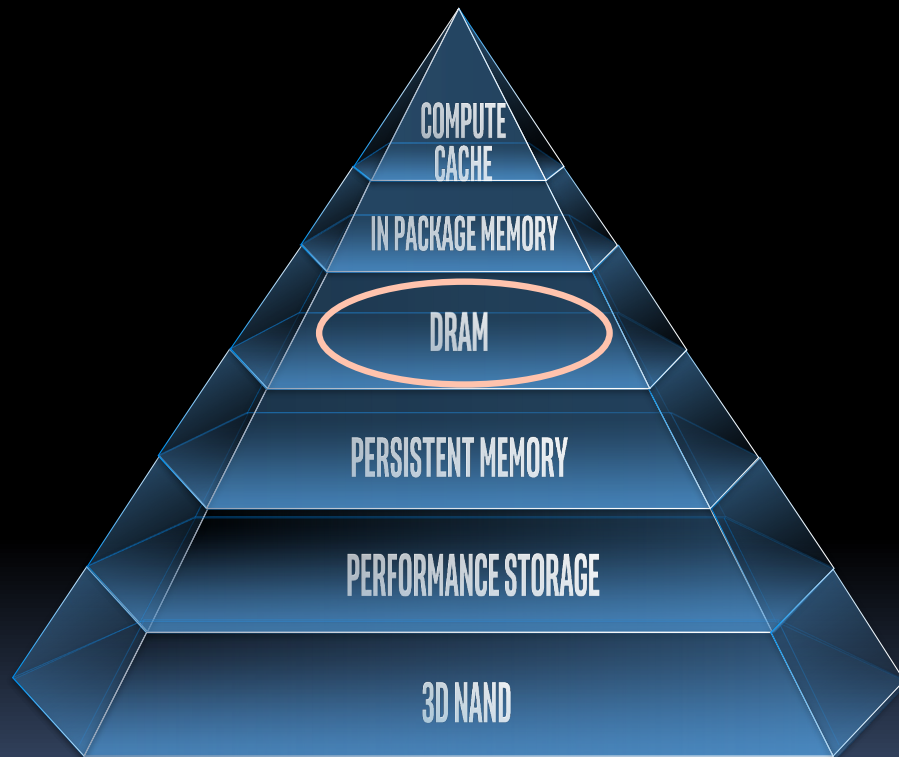 COMPUTE
CACHE
IN PACKAGE MEMORY
DRAM
PERSISTENT MEMORY
PERFORMANCE STORAGE
3D NAND